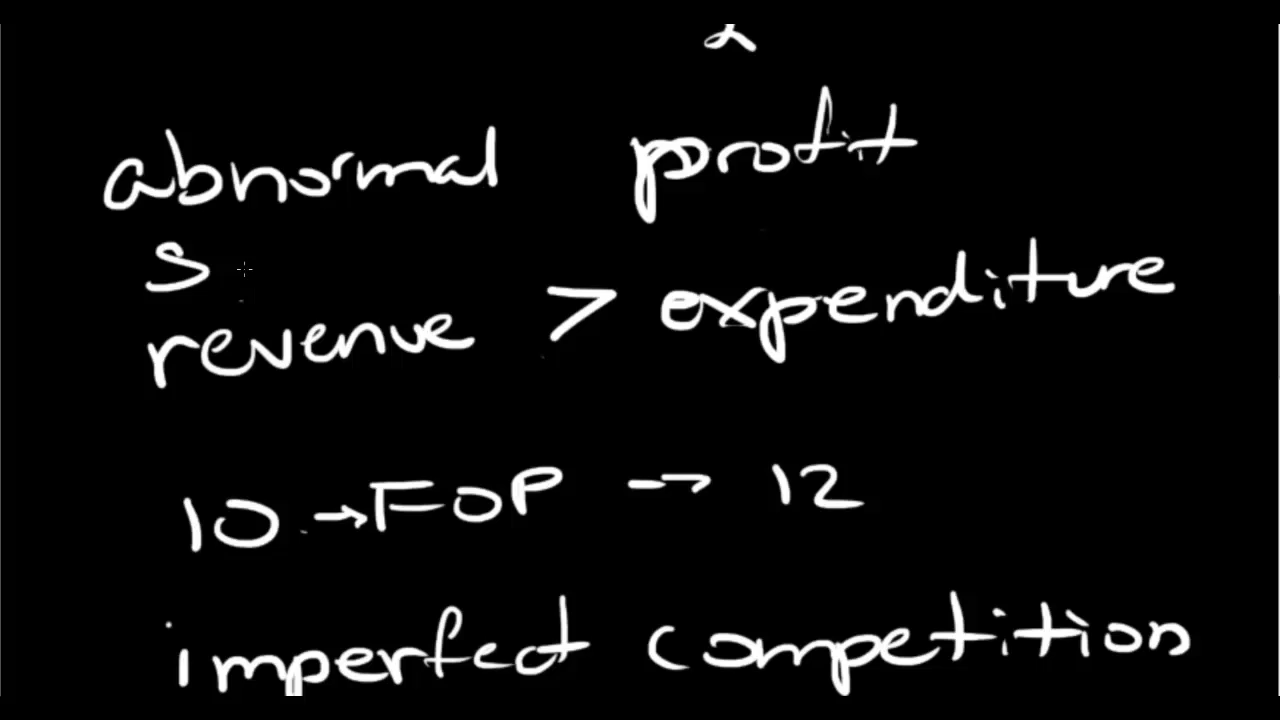 abnormal profit
s
revenue > expenditure
10 → FOP → 12
imperfect competition